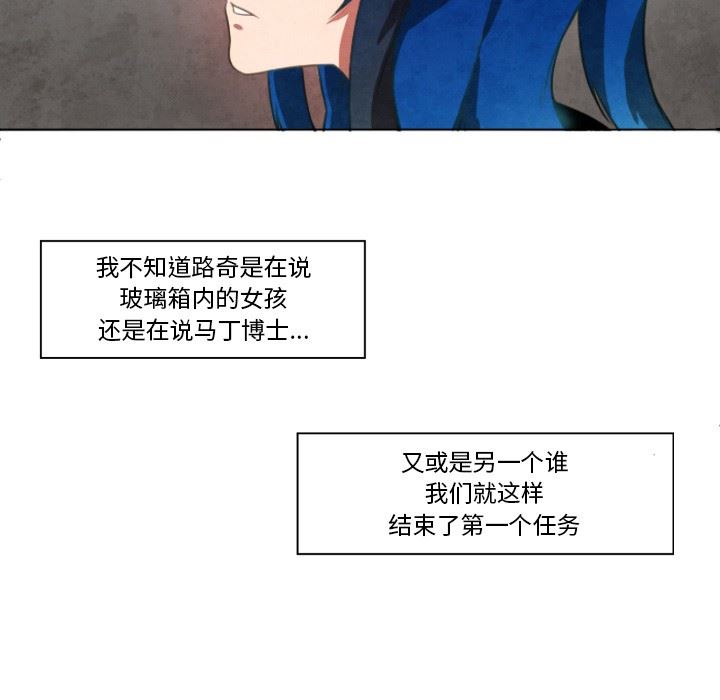 我不知道路奇是在说
玻璃箱内的女孩
还是在说马丁博士...
又或是另一个谁
我们就这样
结束了第一个任务